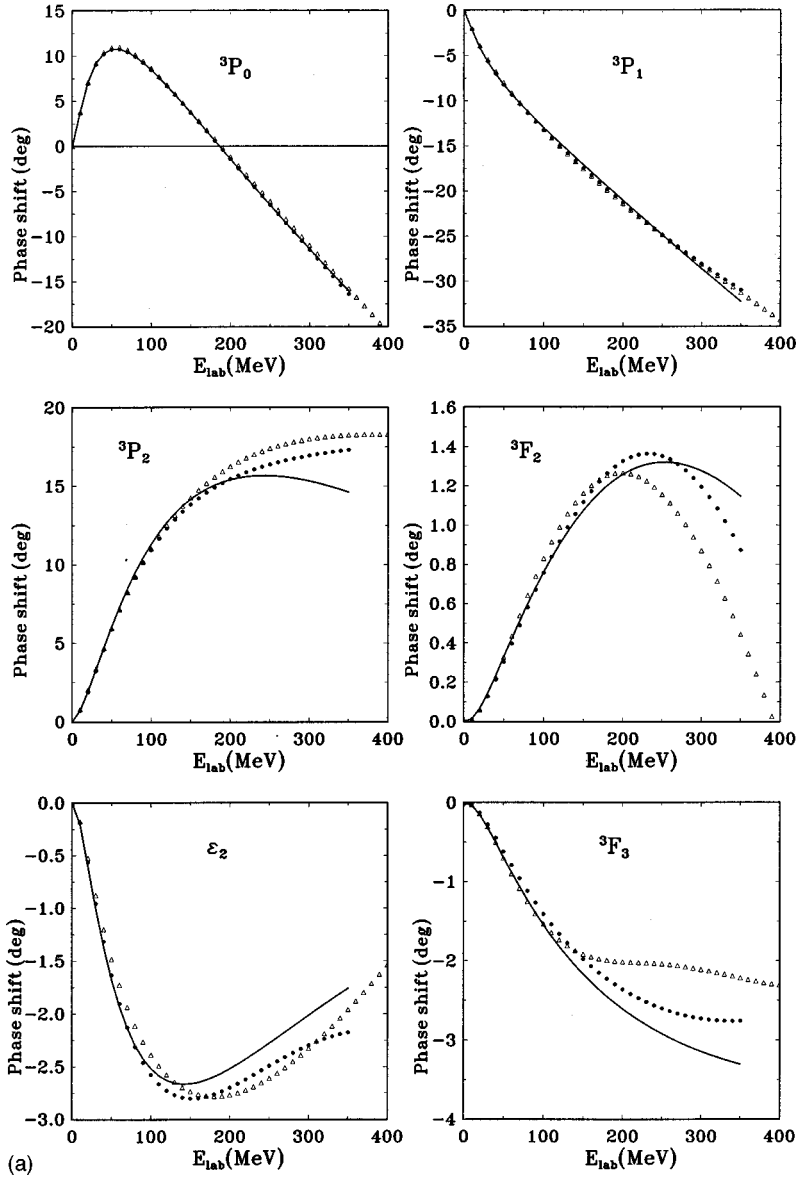 15
10
5
0
−5
−10
−15
−20
Phase shift (deg)
³P₀
0 100 200 300 400
E_lab(MeV)
0
−5
−10
−15
−20
−25
−30
−35
Phase shift (deg)
³P₁
0 100 200 300 400
E_lab(MeV)
20
15
10
5
0
Phase shift (deg)
³P₂
0 100 200 300 400
E_lab(MeV)
1.6
1.4
1.2
1.0
0.8
0.6
0.4
0.2
0.0
Phase shift (deg)
³F₂
0 100 200 300 400
E_lab(MeV)
0.0
−0.5
−1.0
−1.5
−2.0
−2.5
−3.0
Phase shift (deg)
ε₂
0 100 200 300 400
E_lab(MeV)
0
−1
−2
−3
−4
Phase shift (deg)
³F₃
0 100 200 300 400
E_lab(MeV)
(a)